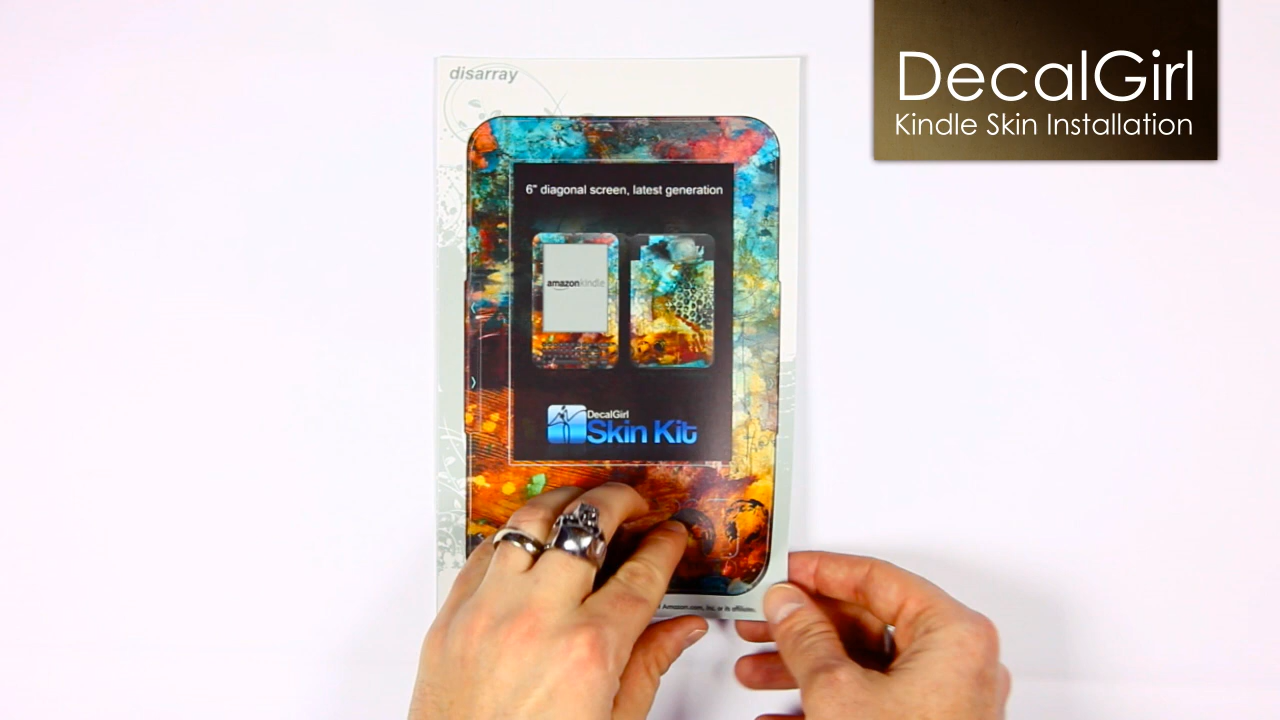 DecalGirl
Kindle Skin Installation
disarray
6" diagonal screen, latest generation
amazonkindle
DecalGirl
Skin Kit
Amazon.com, Inc. or its affiliates.